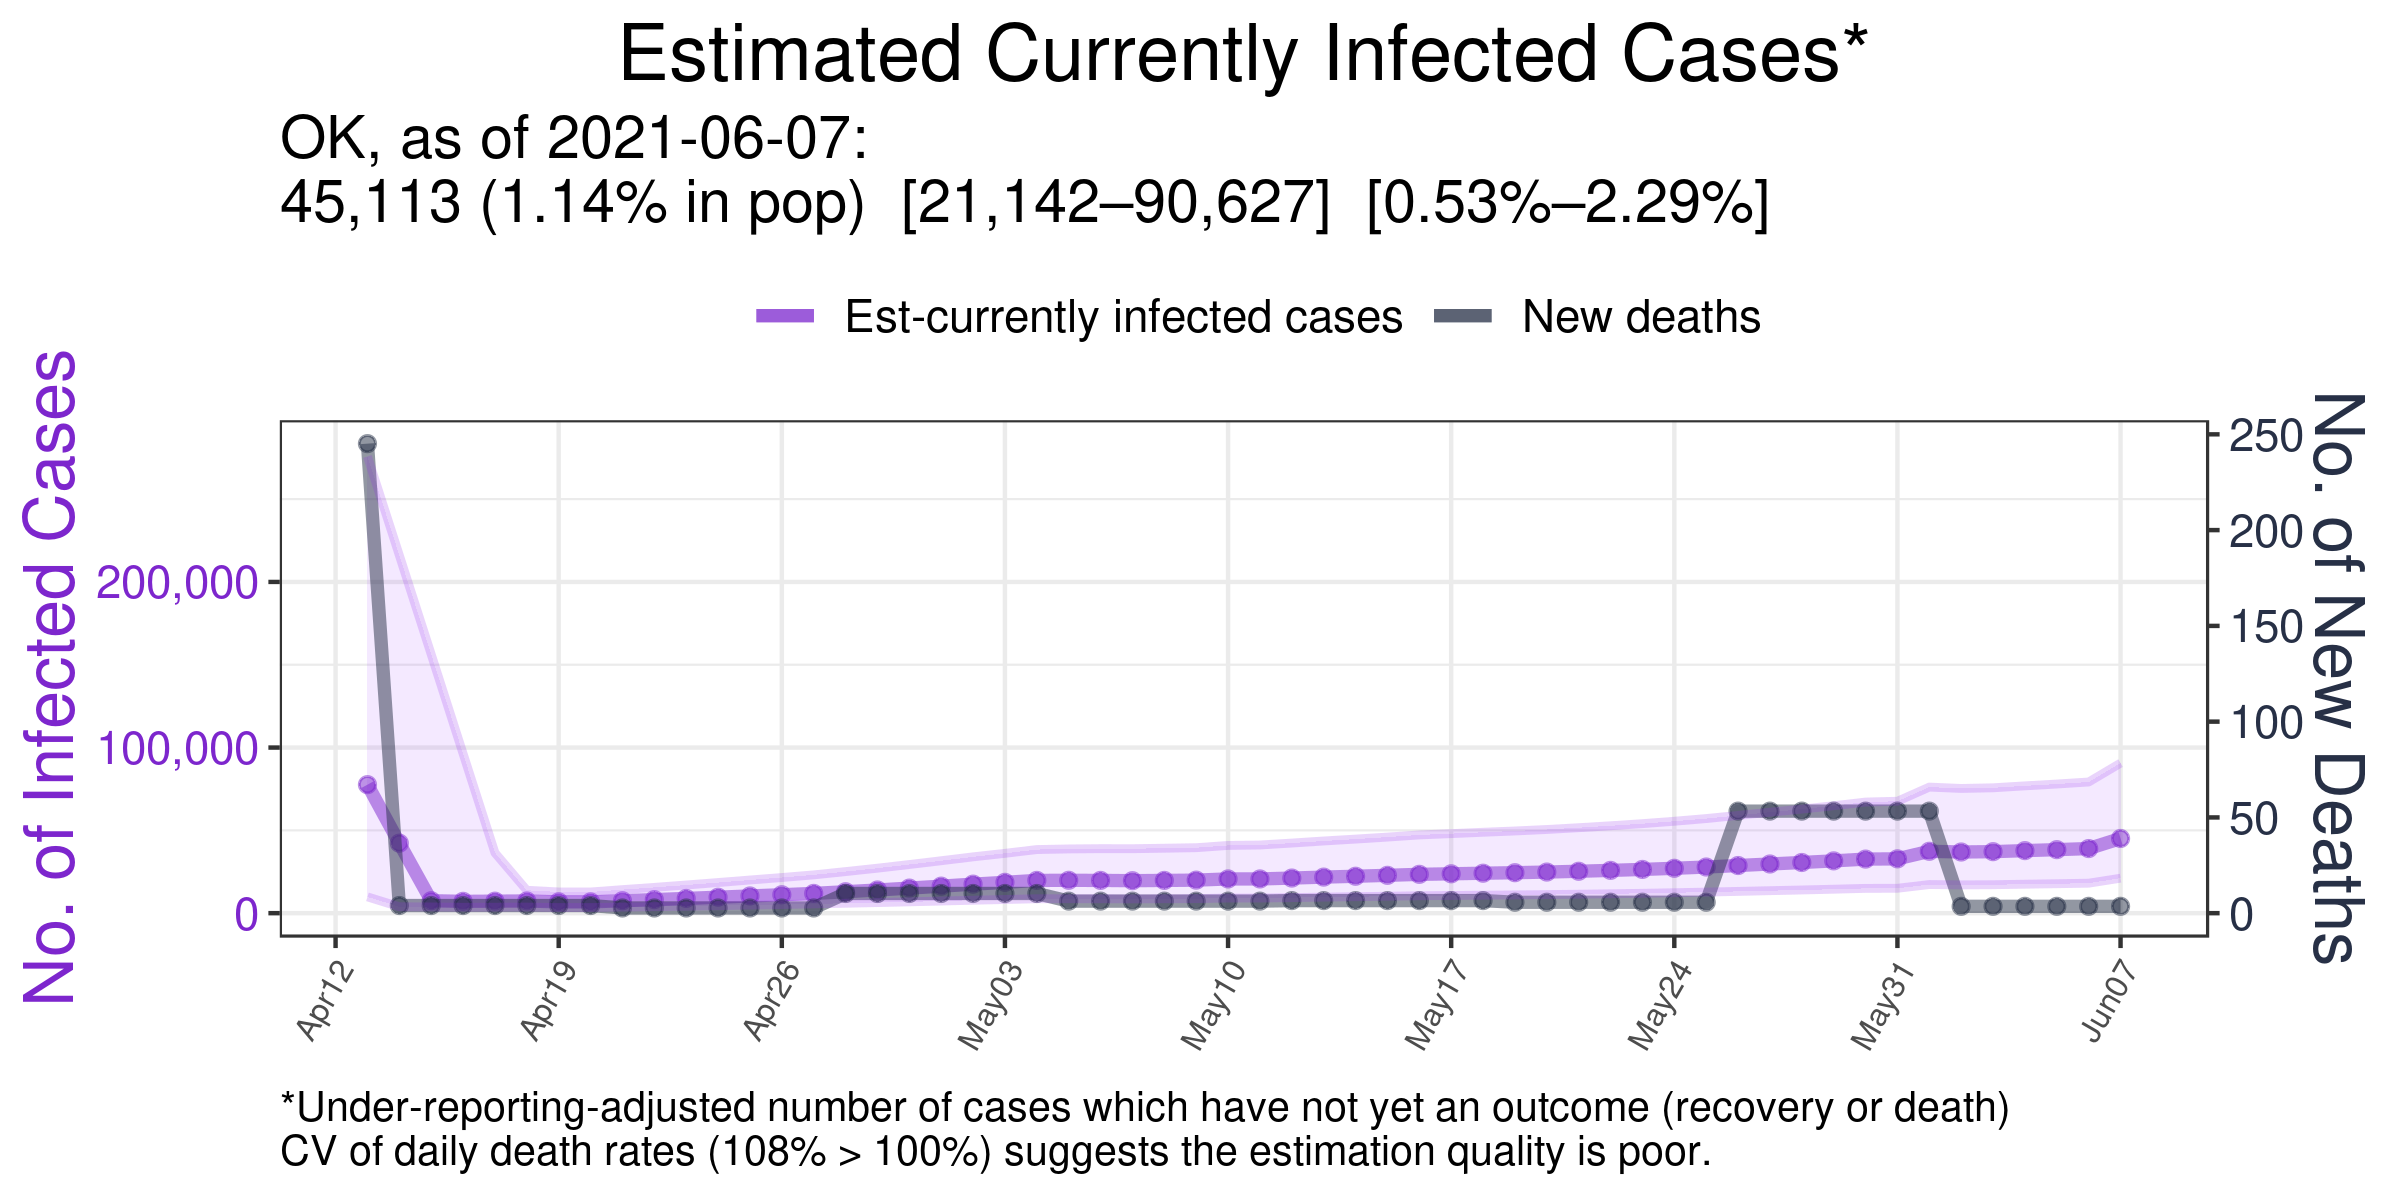 Estimated Currently Infected Cases*
OK, as of 2021-06-07:
45,113 (1.14% in pop)  [21,142–90,627]  [0.53%–2.29%]
Est-currently infected cases
New deaths
No. of Infected Cases
200,000
100,000
0
250
200
150
100
50
0
No. of New Deaths
Apr12
Apr19
Apr26
May03
May10
May17
May24
May31
Jun07
*Under-reporting-adjusted number of cases which have not yet an outcome (recovery or death)
CV of daily death rates (108% > 100%) suggests the estimation quality is poor.